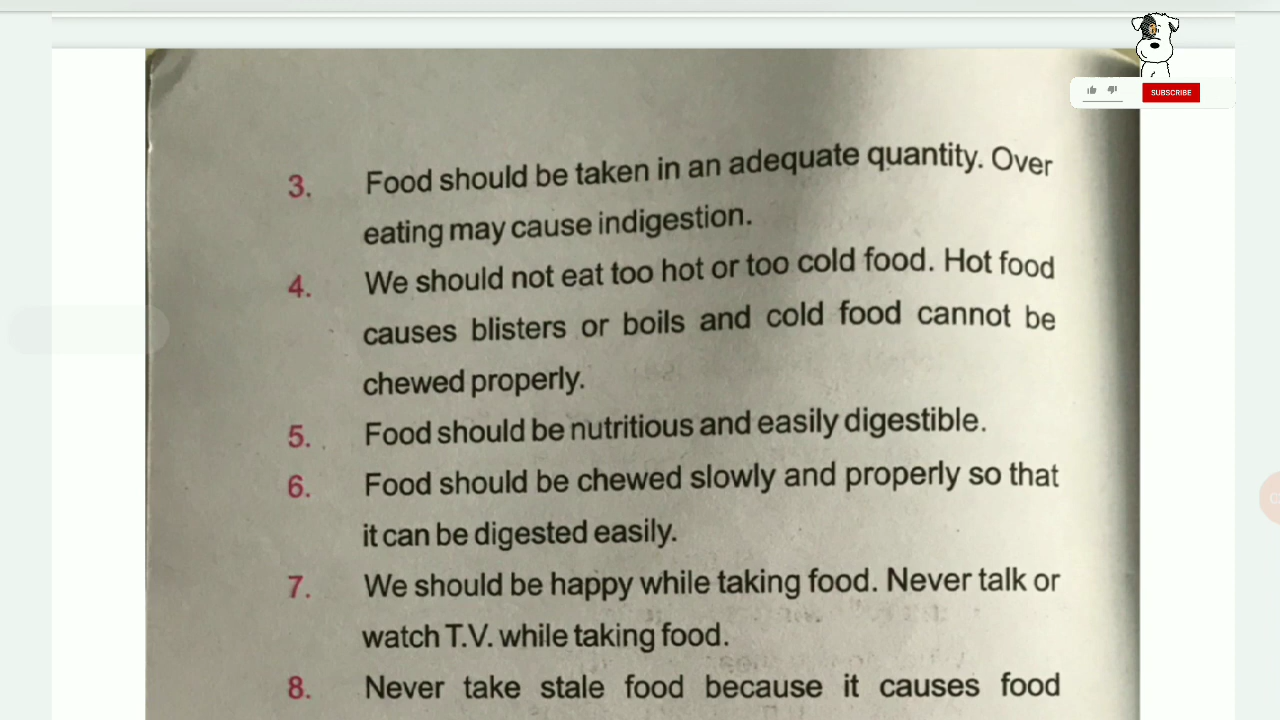 SUBSCRIBE
3. Food should be taken in an adequate quantity. Over
eating may cause indigestion.
4. We should not eat too hot or too cold food. Hot food
causes blisters or boils and cold food cannot be
chewed properly.
5. Food should be nutritious and easily digestible.
6. Food should be chewed slowly and properly so that
it can be digested easily.
7. We should be happy while taking food. Never talk or
watch T.V. while taking food.
8. Never take stale food because it causes food